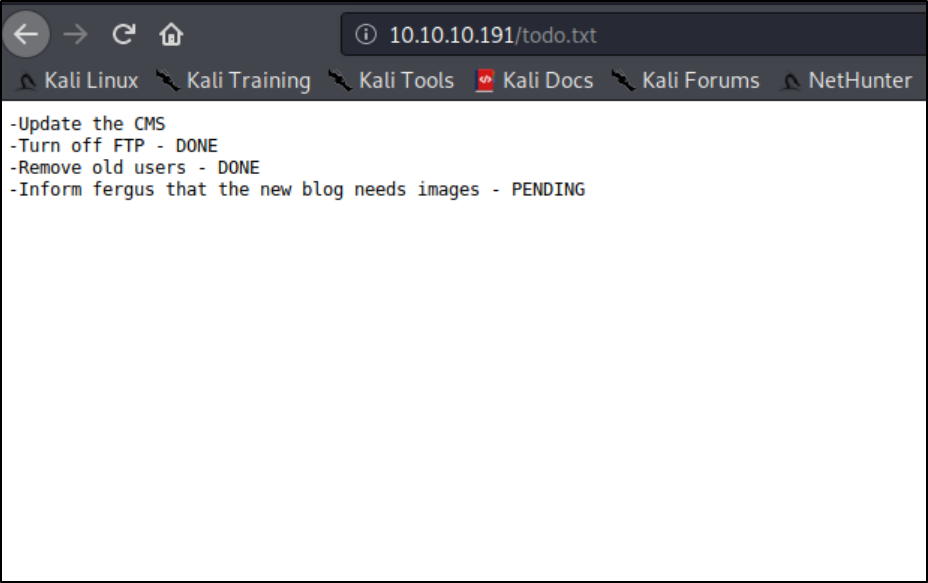 10.10.10.191/todo.txt
Kali Linux Kali Training Kali Tools Kali Docs Kali Forums NetHunter
-Update the CMS
-Turn off FTP - DONE
-Remove old users - DONE
-Inform fergus that the new blog needs images - PENDING